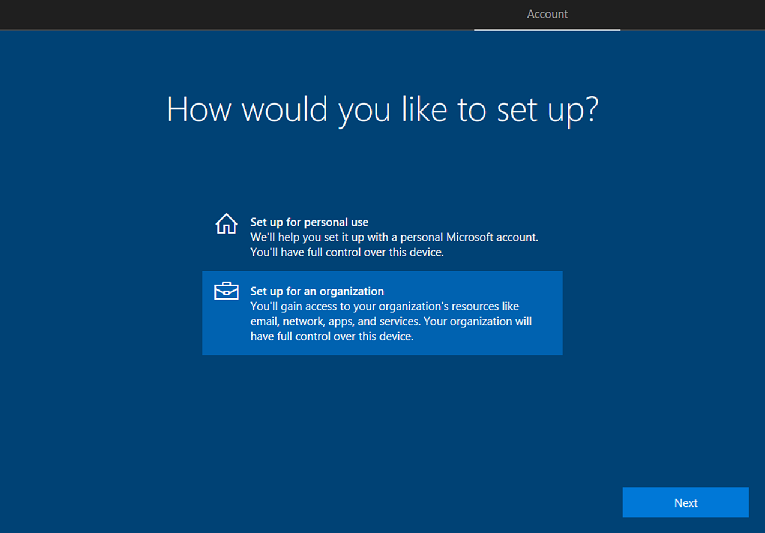 Account
How would you like to set up?
Set up for personal use
We'll help you set it up with a personal Microsoft account.
You'll have full control over this device.
Set up for an organization
You'll gain access to your organization's resources like
email, network, apps, and services. Your organization will
have full control over this device.
Next